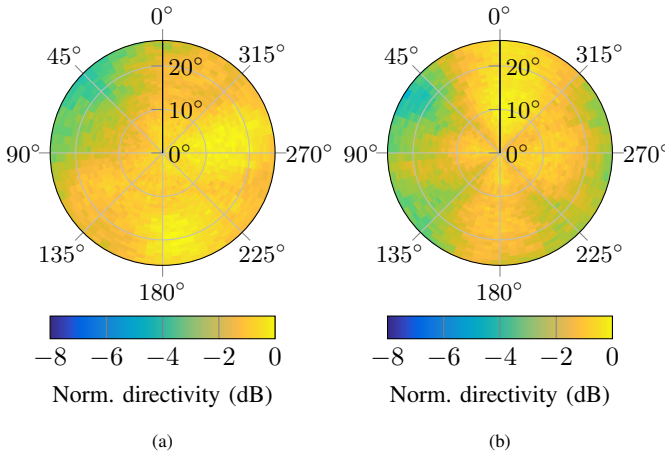 0° 0°
45° 315° 45° 315°
20° 20°
10° 10°
90° 0° 270° 90° 0° 270°
135° 225° 135° 225°
180° 180°
−8 −6 −4 −2 0 −8 −6 −4 −2 0
Norm. directivity (dB) Norm. directivity (dB)
(a) (b)